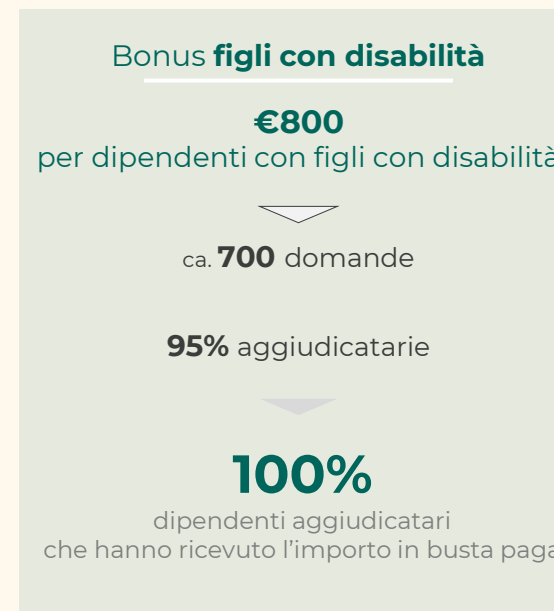 Bonus figli con disabilità
€800
per dipendenti con figli con disabilità
ca. 700 domande
95% aggiudicatarie
100%
dipendenti aggiudicatari
che hanno ricevuto l’importo in busta paga